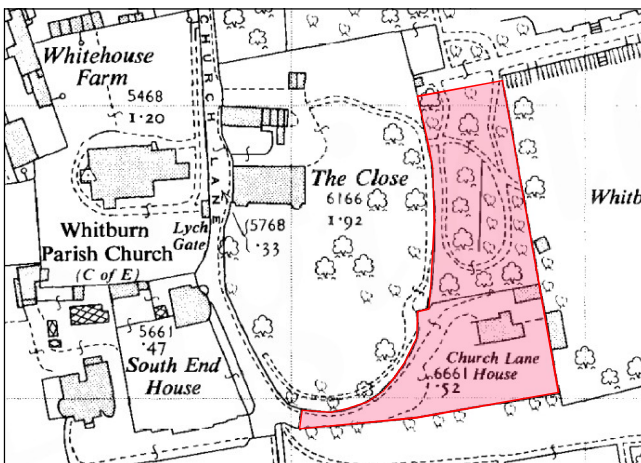 Whitehouse
Farm
5468
1·20
CHURCH LANE
The Close
6166
1·92
Whitb
Lych
Gate
5768
·33
Whitburn
Parish Church
(C of E)
5661
·47
South End
House
Church Lane
House
6661
·52